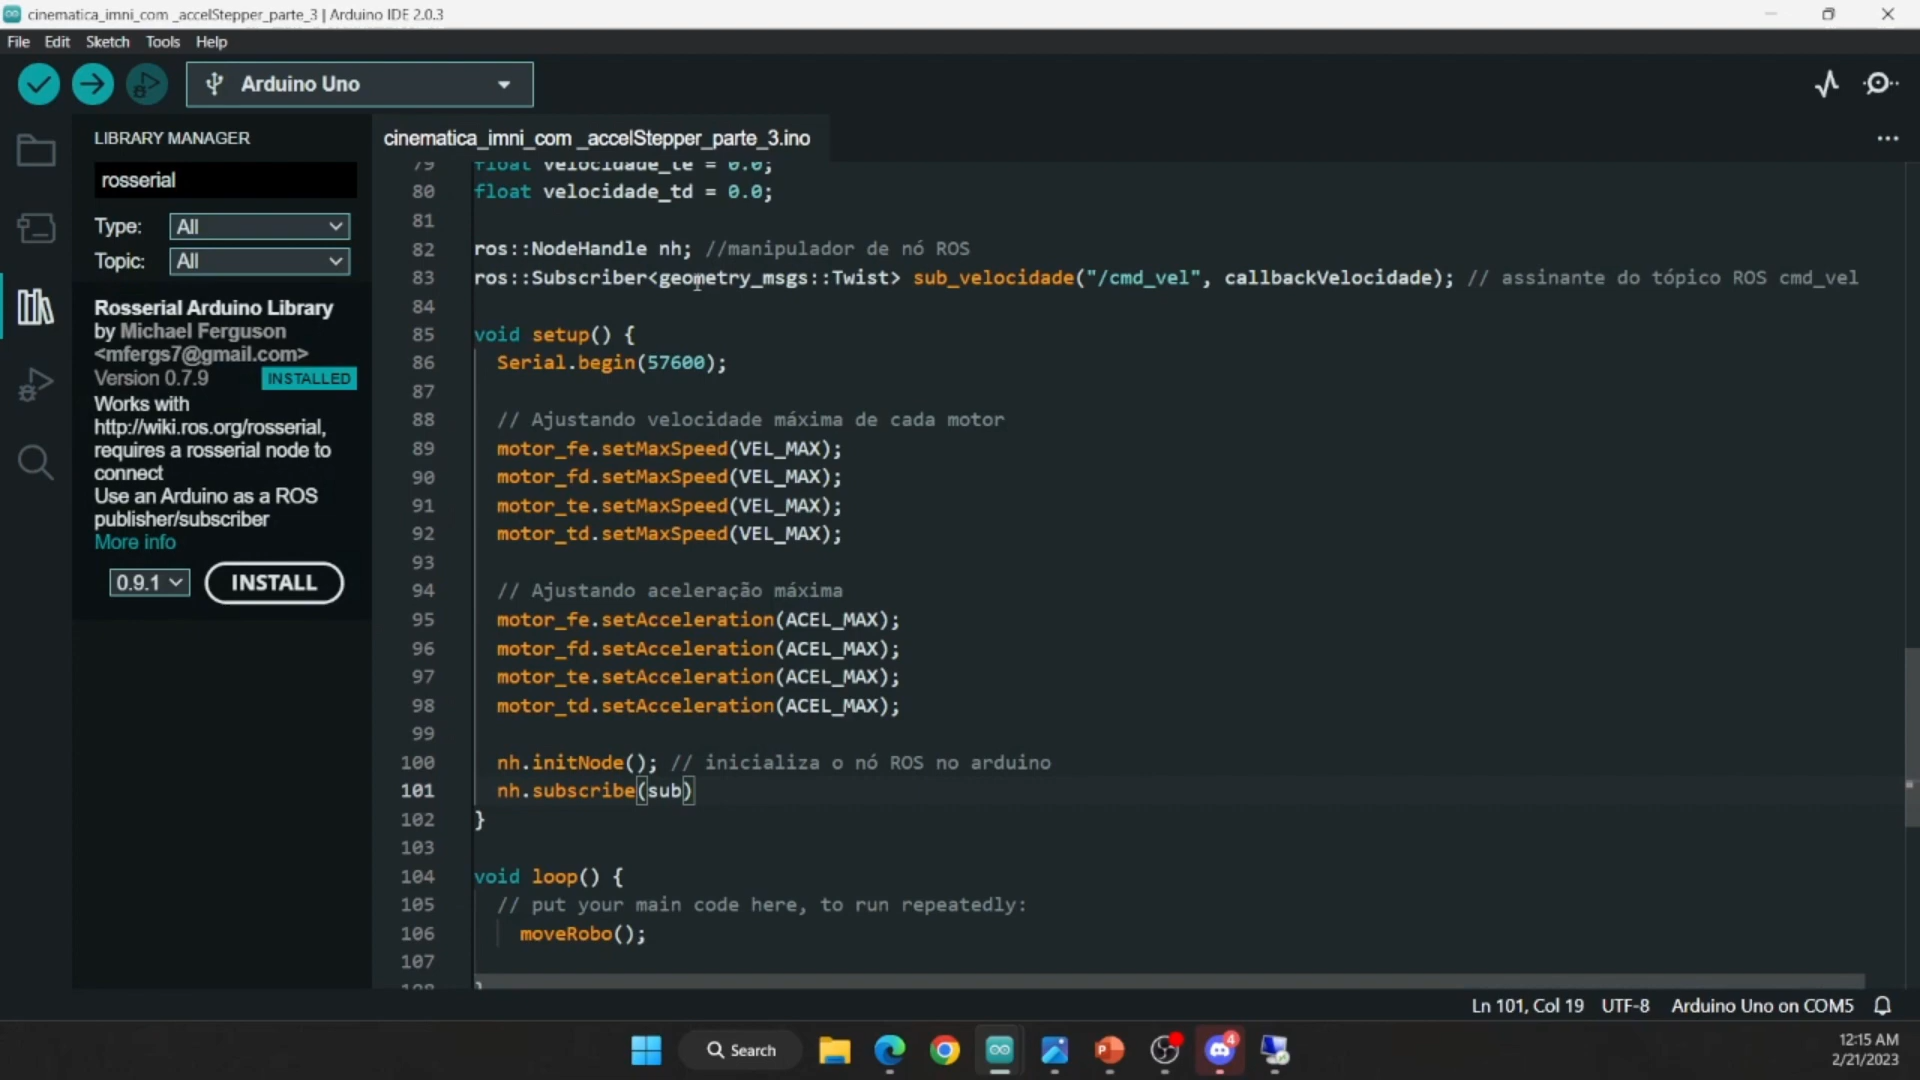 cinematica_imni_com _accelStepper_parte_3 | Arduino IDE 2.0.3
File Edit Sketch Tools Help
Arduino Uno
LIBRARY MANAGER
rosserial
Type: All
Topic: All
Rosserial Arduino Library
by Michael Ferguson
<mfergs7@gmail.com>
Version 0.7.9 INSTALLED
Works with
http://wiki.ros.org/rosserial,
requires a rosserial node to
connect
Use an Arduino as a ROS
publisher/subscriber
More info
0.9.1 INSTALL
cinematica_imni_com _accelStepper_parte_3.ino
79 float velocidade_te = 0.0;
80 float velocidade_td = 0.0;
81
82 ros::NodeHandle nh; //manipulador de nó ROS
83 ros::Subscriber<geometry_msgs::Twist> sub_velocidade("/cmd_vel", callbackVelocidade); // assinante do tópico ROS cmd_vel
84
85 void setup() {
86 Serial.begin(57600);
87
88 // Ajustando velocidade máxima de cada motor
89 motor_fe.setMaxSpeed(VEL_MAX);
90 motor_fd.setMaxSpeed(VEL_MAX);
91 motor_te.setMaxSpeed(VEL_MAX);
92 motor_td.setMaxSpeed(VEL_MAX);
93
94 // Ajustando aceleração máxima
95 motor_fe.setAcceleration(ACEL_MAX);
96 motor_fd.setAcceleration(ACEL_MAX);
97 motor_te.setAcceleration(ACEL_MAX);
98 motor_td.setAcceleration(ACEL_MAX);
99
100 nh.initNode(); // inicializa o nó ROS no arduino
101 nh.subscribe(sub)
102 }
103
104 void loop() {
105 // put your main code here, to run repeatedly:
106 moveRobo();
107
108 }
Ln 101, Col 19 UTF-8 Arduino Uno on COM5
Search
4
12:15 AM
2/21/2023